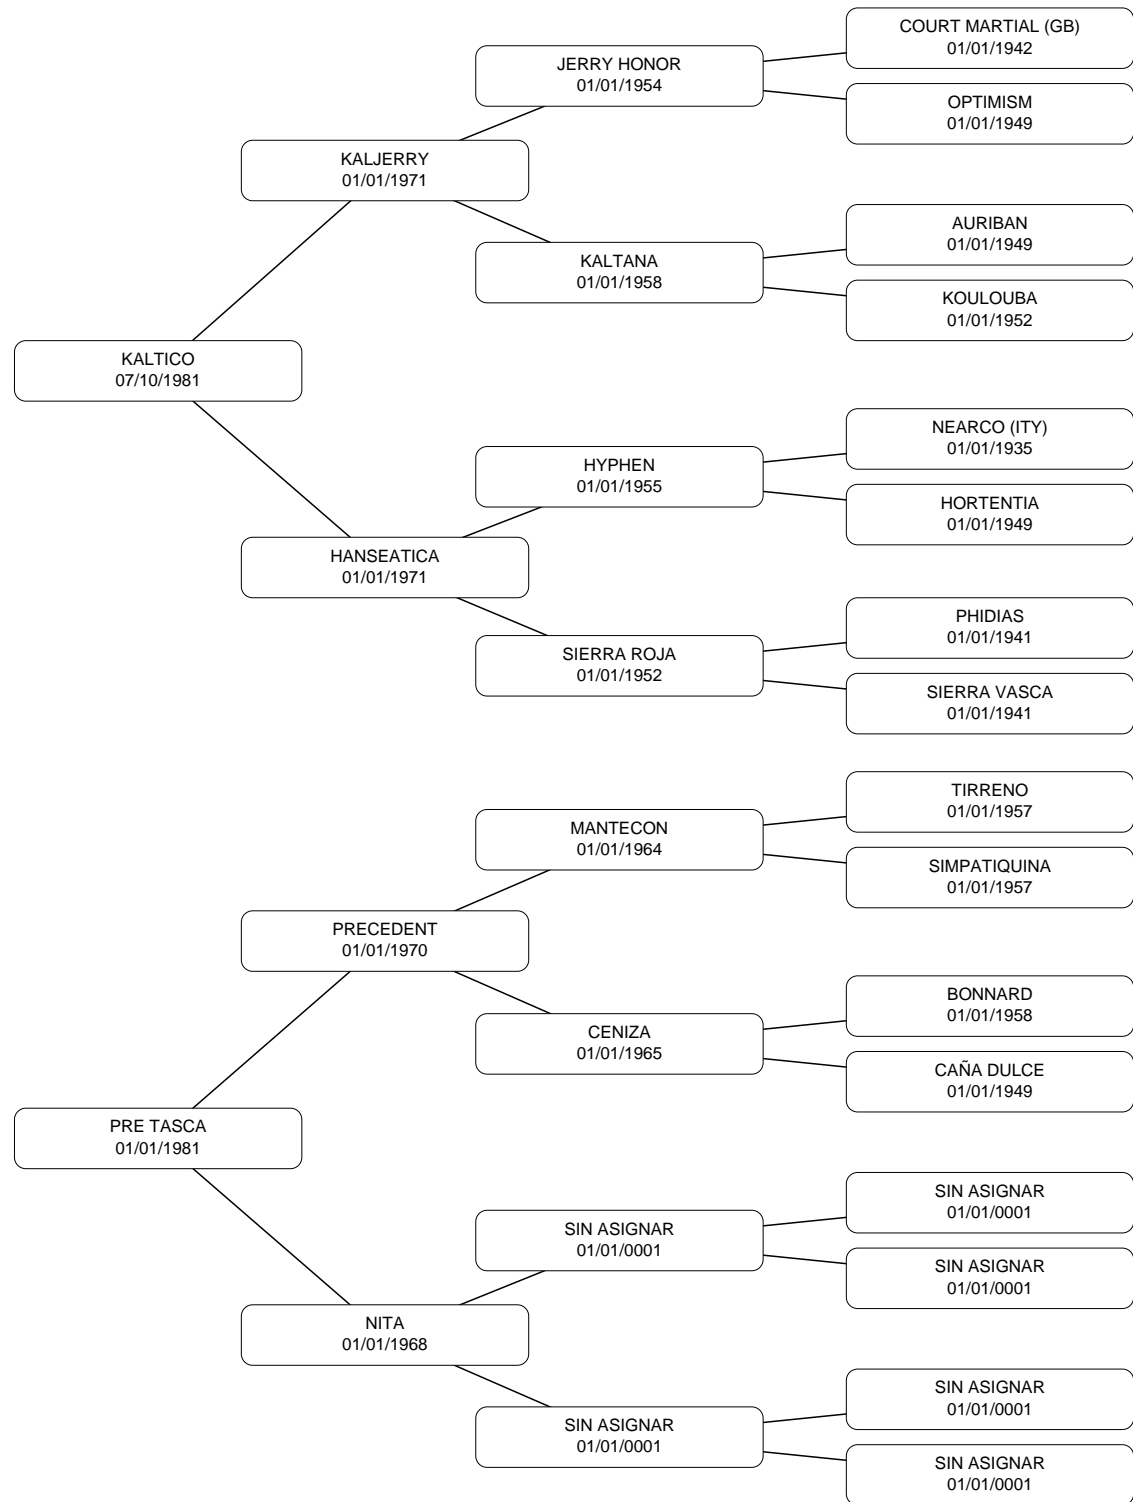 COURT MARTIAL (GB)
01/01/1942
JERRY HONOR
01/01/1954
OPTIMISM
01/01/1949
KALJERRY
01/01/1971
AURIBAN
01/01/1949
KALTANA
01/01/1958
KOULOUBA
01/01/1952
KALTICO
07/10/1981
NEARCO (ITY)
01/01/1935
HYPHEN
01/01/1955
HORTENTIA
01/01/1949
HANSEATICA
01/01/1971
PHIDIAS
01/01/1941
SIERRA ROJA
01/01/1952
SIERRA VASCA
01/01/1941
TIRRENO
01/01/1957
MANTECON
01/01/1964
SIMPATIQUINA
01/01/1957
PRECEDENT
01/01/1970
BONNARD
01/01/1958
CENIZA
01/01/1965
CAÑA DULCE
01/01/1949
PRE TASCA
01/01/1981
SIN ASIGNAR
01/01/0001
SIN ASIGNAR
01/01/0001
SIN ASIGNAR
01/01/0001
NITA
01/01/1968
SIN ASIGNAR
01/01/0001
SIN ASIGNAR
01/01/0001
SIN ASIGNAR
01/01/0001